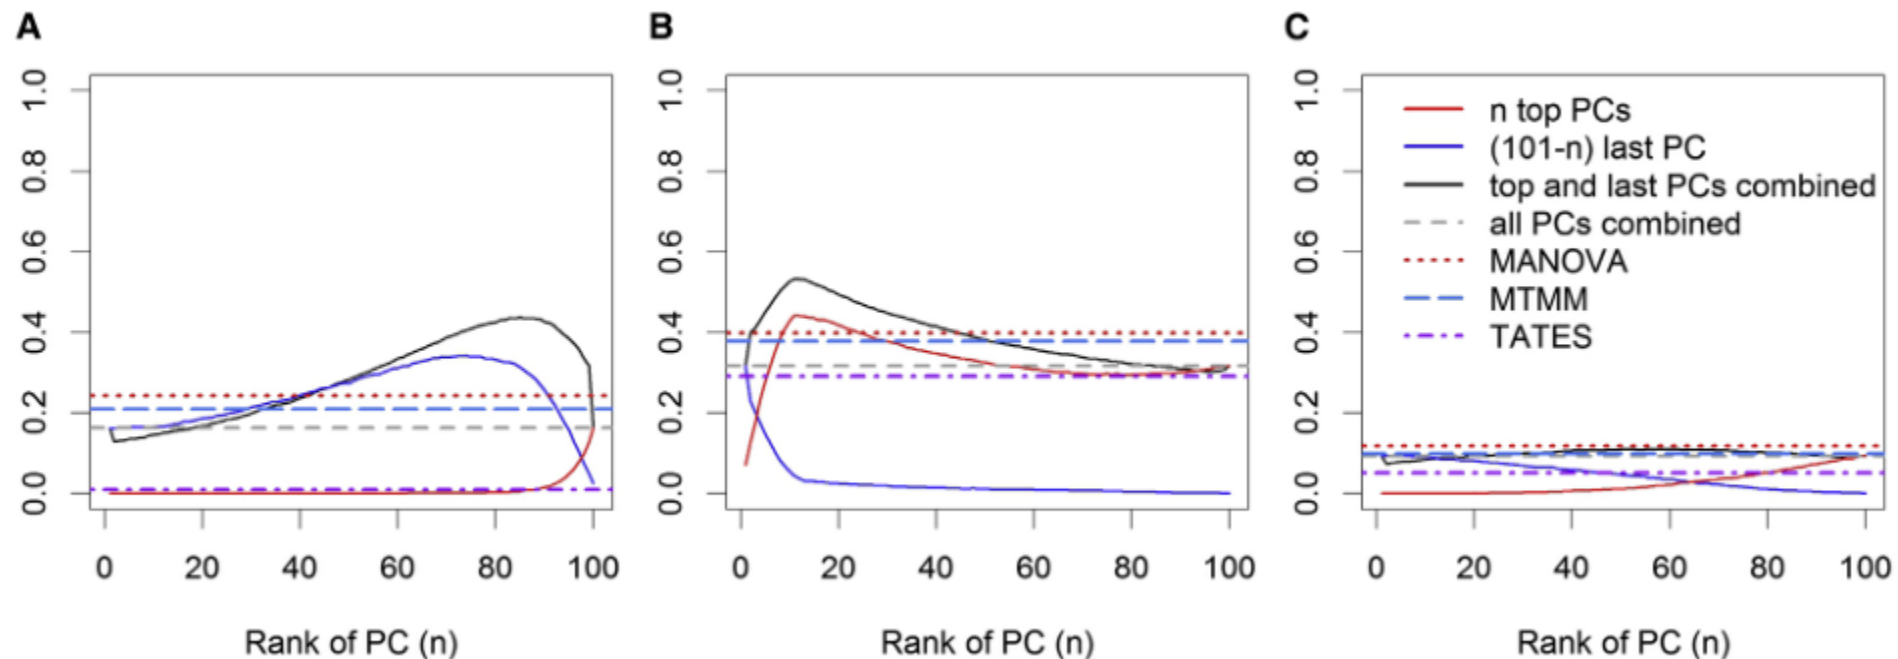 A
1.0
0.8
0.6
0.4
0.2
0.0
0 20 40 60 80 100
Rank of PC (n)
B
1.0
0.8
0.6
0.4
0.2
0.0
0 20 40 60 80 100
Rank of PC (n)
C
1.0
0.8
0.6
0.4
0.2
0.0
n top PCs
(101-n) last PC
top and last PCs combined
all PCs combined
MANOVA
MTMM
TATES
0 20 40 60 80 100
Rank of PC (n)